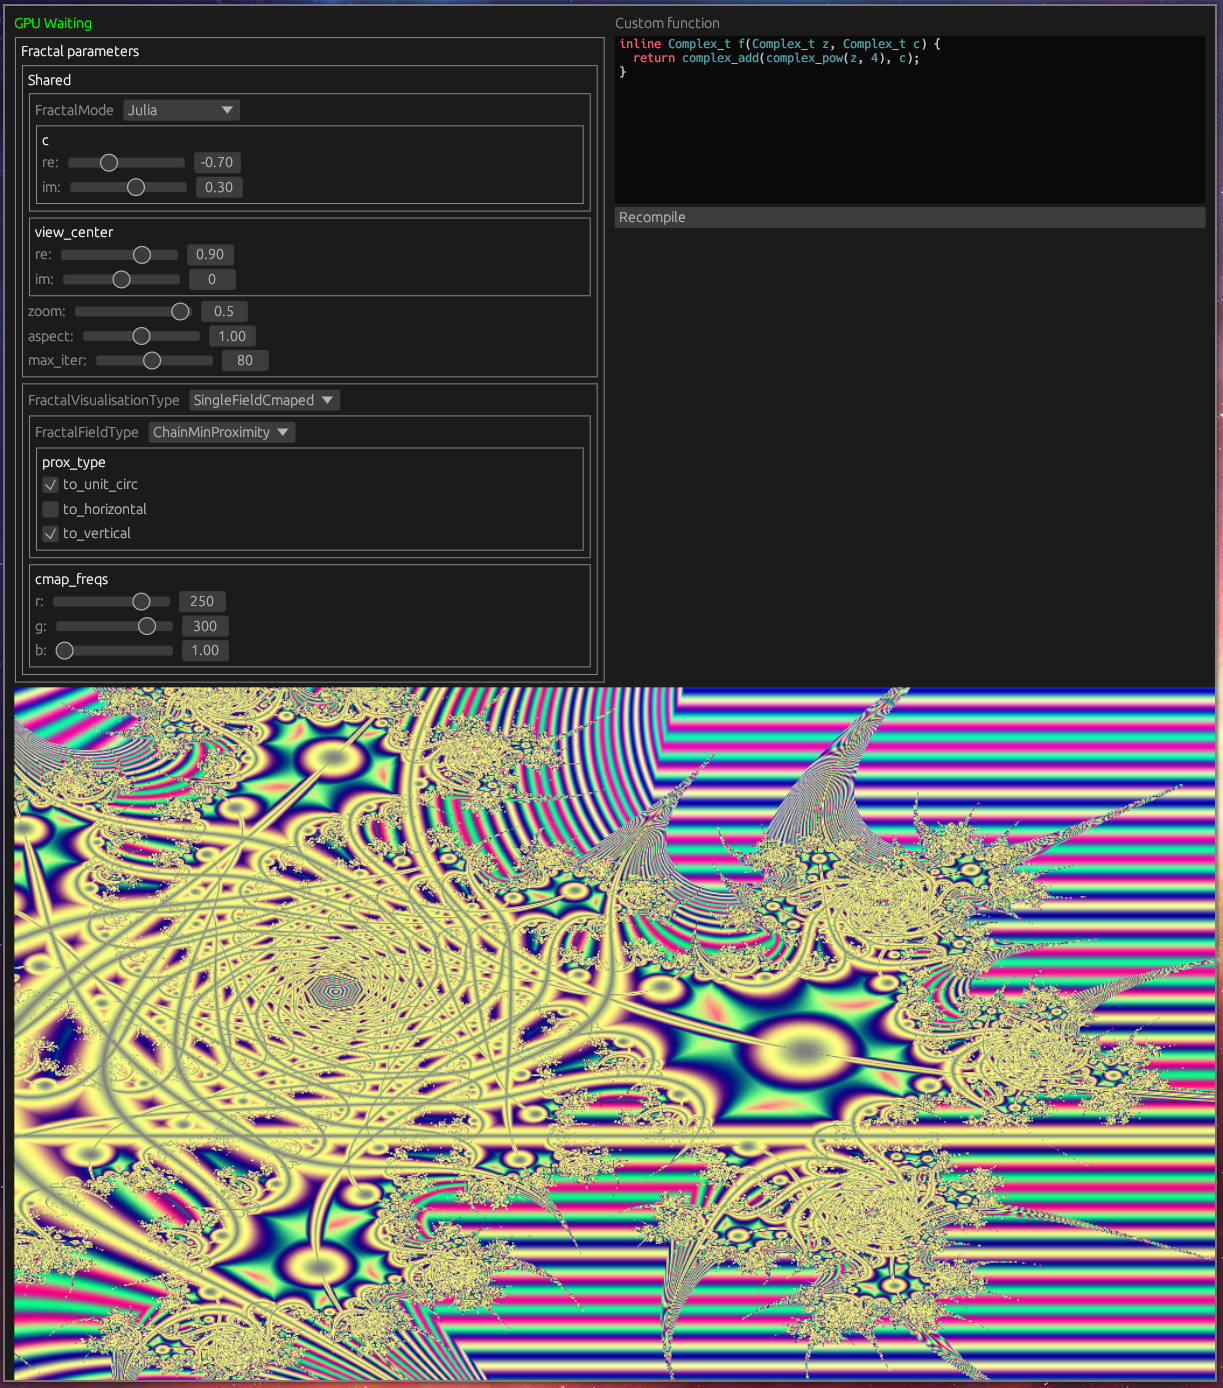 GPU Waiting
Fractal parameters
Shared
FractalMode Julia
c
re: -0.70
im: 0.30
view_center
re: 0.90
im: 0
zoom: 0.5
aspect: 1.00
max_iter: 80
FractalVisualisationType SingleFieldCmaped
FractalFieldType ChainMinProximity
prox_type
to_unit_circ
to_horizontal
to_vertical
cmap_freqs
r: 250
g: 300
b: 1.00
Custom function
inline Complex_t f(Complex_t z, Complex_t c) {
  return complex_add(complex_pow(z, 4), c);
}
Recompile